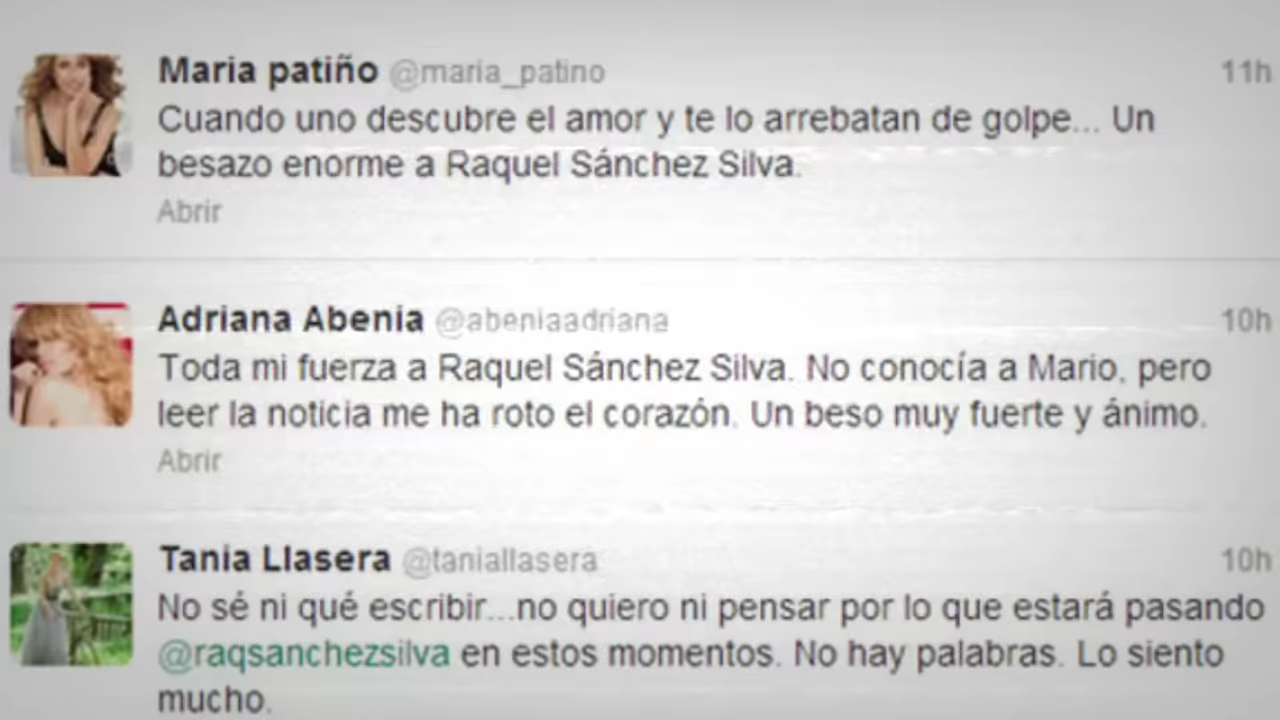 Maria patiño @maria_patino 11h
Cuando uno descubre el amor y te lo arrebatan de golpe... Un
besazo enorme a Raquel Sánchez Silva.
Abrir
Adriana Abenia @abeniaadriana 10h
Toda mi fuerza a Raquel Sánchez Silva. No conocía a Mario, pero
leer la noticia me ha roto el corazón. Un beso muy fuerte y ánimo.
Abrir
Tania Llasera @taniallasera 10h
No sé ni qué escribir...no quiero ni pensar por lo que estará pasando
@raqsanchezsilva en estos momentos. No hay palabras. Lo siento
mucho.